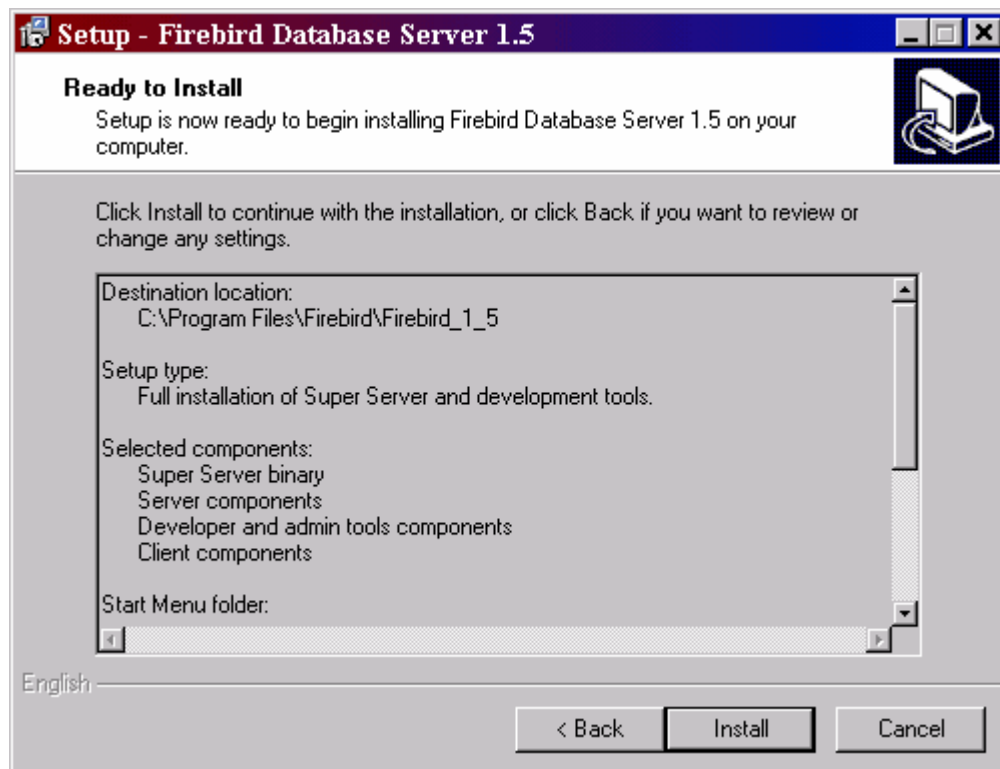 Setup - Firebird Database Server 1.5
Ready to Install
Setup is now ready to begin installing Firebird Database Server 1.5 on your
computer.
Click Install to continue with the installation, or click Back if you want to review or
change any settings.
Destination location:
C:\Program Files\Firebird\Firebird_1_5
Setup type:
Full installation of Super Server and development tools.
Selected components:
Super Server binary
Server components
Developer and admin tools components
Client components
Start Menu folder:
English
< Back Install Cancel